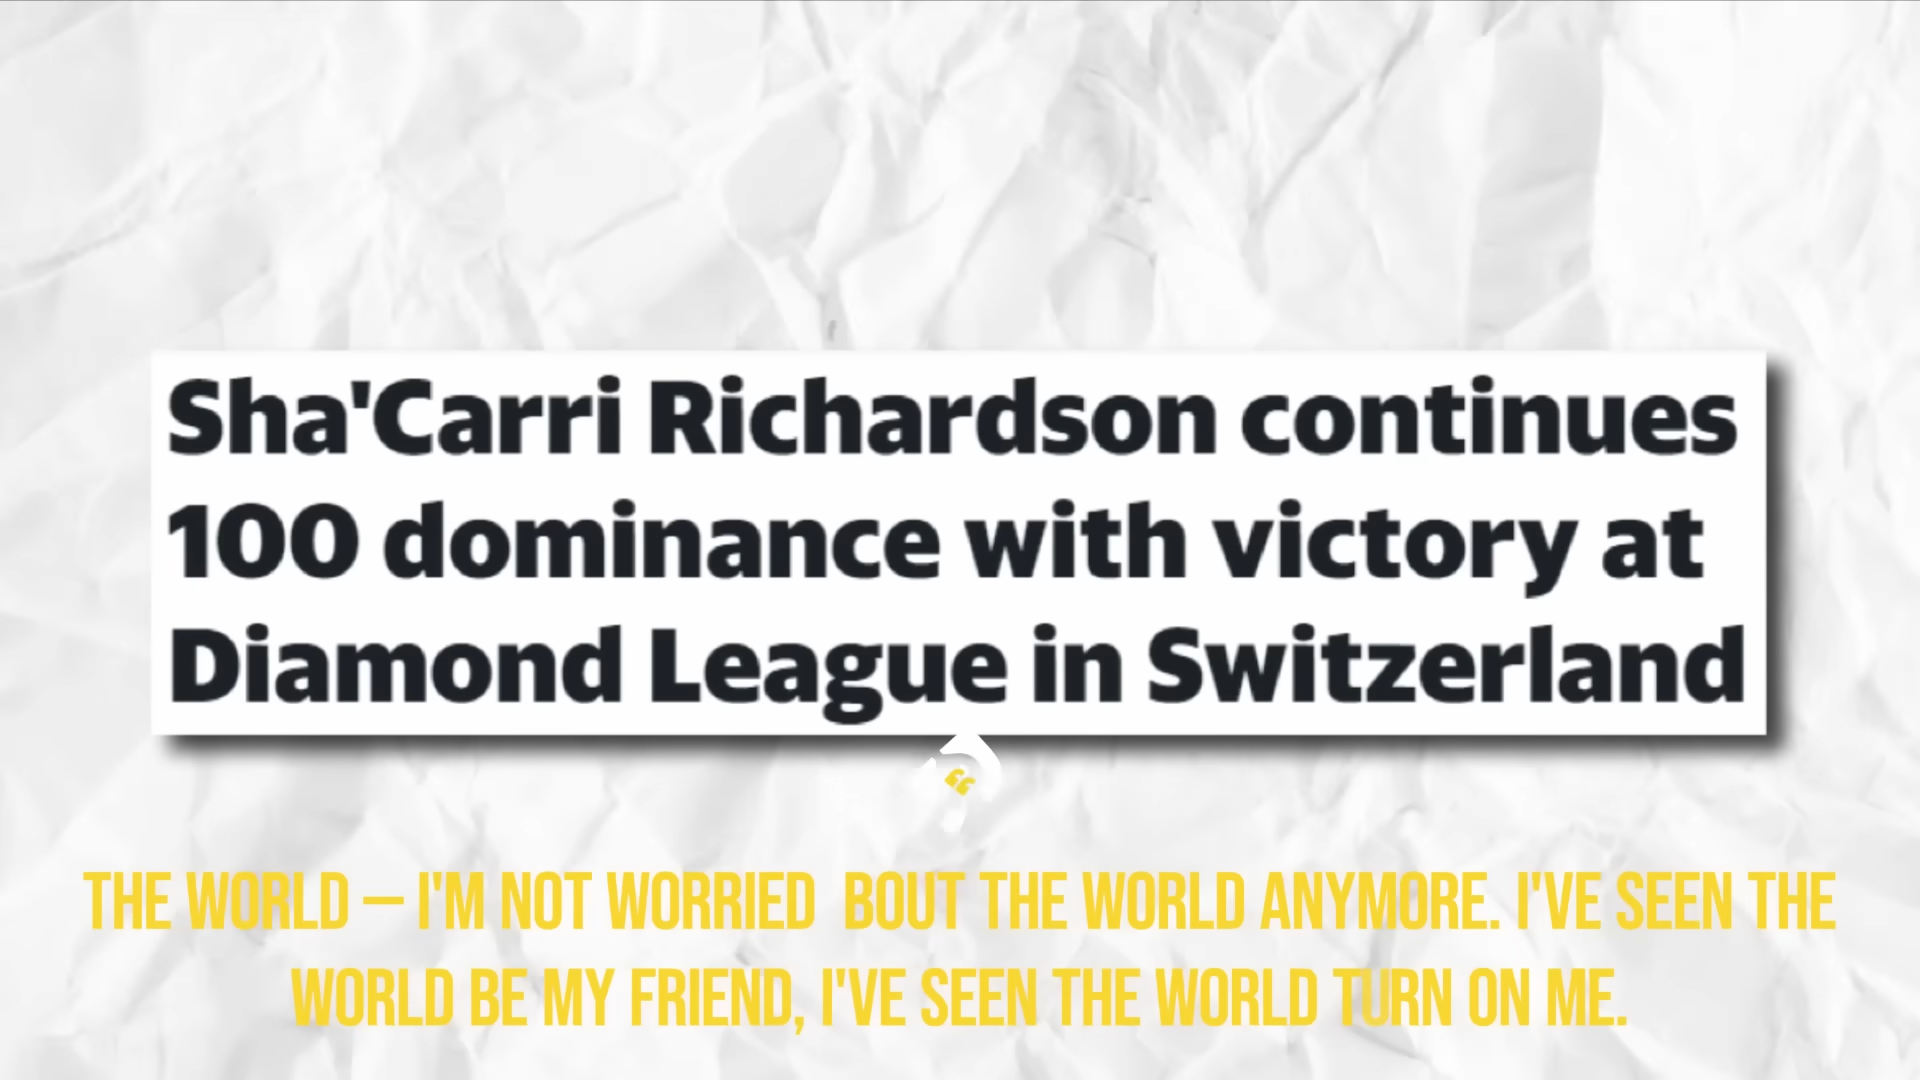 Sha'Carri Richardson continues
100 dominance with victory at
Diamond League in Switzerland
“
THE WORLD – I'M NOT WORRIED  BOUT THE WORLD ANYMORE. I'VE SEEN THE
WORLD BE MY FRIEND, I'VE SEEN THE WORLD TURN ON ME.